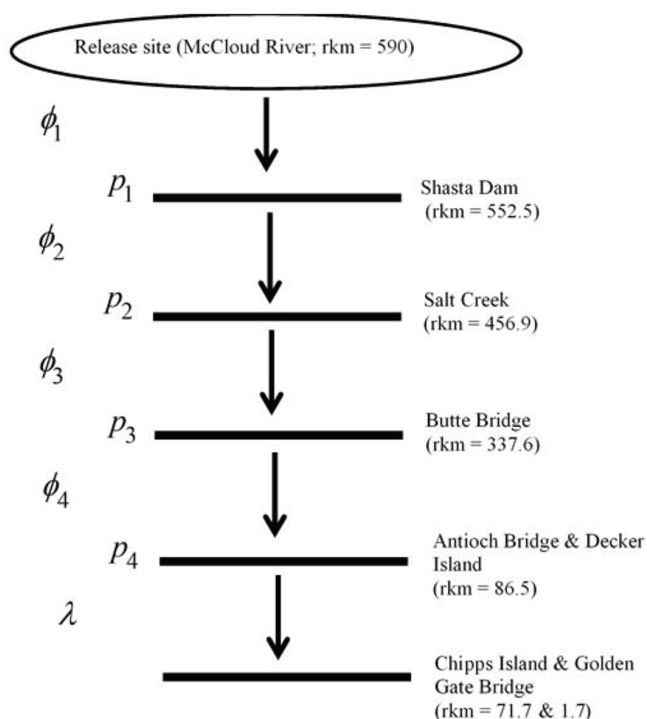 Release site (McCloud River; rkm = 590)
ϕ₁
p₁
Shasta Dam
(rkm = 552.5)
ϕ₂
p₂
Salt Creek
(rkm = 456.9)
ϕ₃
p₃
Butte Bridge
(rkm = 337.6)
ϕ₄
p₄
Antioch Bridge & Decker
Island
(rkm = 86.5)
λ
Chipps Island & Golden
Gate Bridge
(rkm = 71.7 & 1.7)